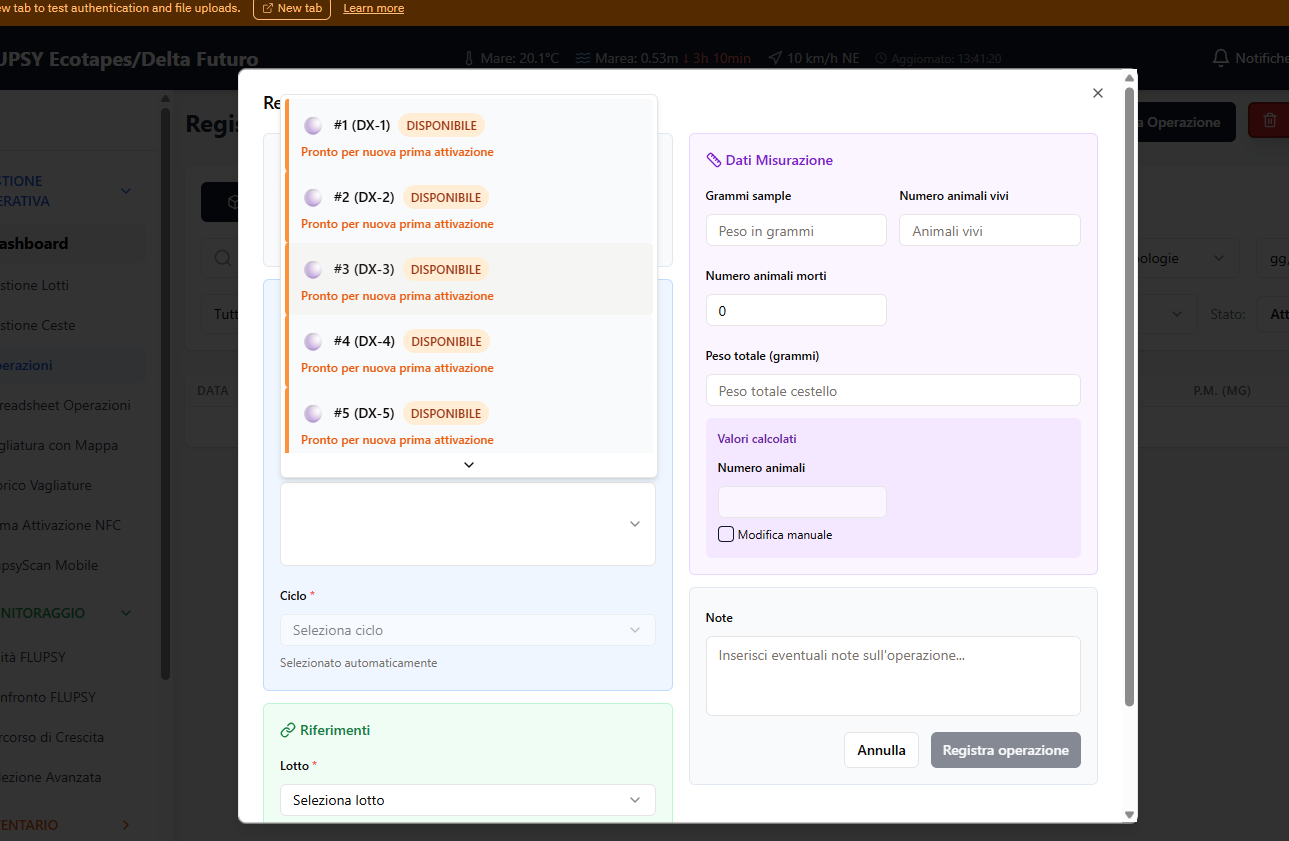 ew tab to test authentication and file uploads. New tab Learn more
UPSY Ecotapes/Delta Futuro Mare: 20.1°C Marea: 0.53m ↓ 3h 10min 10 km/h NE Aggiornato: 13:41:20 Notifiche
Regis
a Operazione
STIONE
ERATIVA
ashboard
stione Lotti
stione Ceste
perazioni
readsheet Operazioni
gliatura con Mappa
orico Vagliature
ma Attivazione NFC
upsyScan Mobile
NITORAGGIO
ità FLUPSY
nfronto FLUPSY
rcorso di Crescita
lezione Avanzata
ENTARIO
Tutt
DATA
ologie
gg,
Stato: Att
P.M. (MG)
Re
#1 (DX-1) DISPONIBILE
Pronto per nuova prima attivazione
#2 (DX-2) DISPONIBILE
Pronto per nuova prima attivazione
#3 (DX-3) DISPONIBILE
Pronto per nuova prima attivazione
#4 (DX-4) DISPONIBILE
Pronto per nuova prima attivazione
#5 (DX-5) DISPONIBILE
Pronto per nuova prima attivazione
Ciclo *
Seleziona ciclo
Selezionato automaticamente
Riferimenti
Lotto *
Seleziona lotto
Dati Misurazione
Grammi sample Numero animali vivi
Peso in grammi Animali vivi
Numero animali morti
0
Peso totale (grammi)
Peso totale cestello
Valori calcolati
Numero animali
Modifica manuale
Note
Inserisci eventuali note sull'operazione...
Annulla Registra operazione